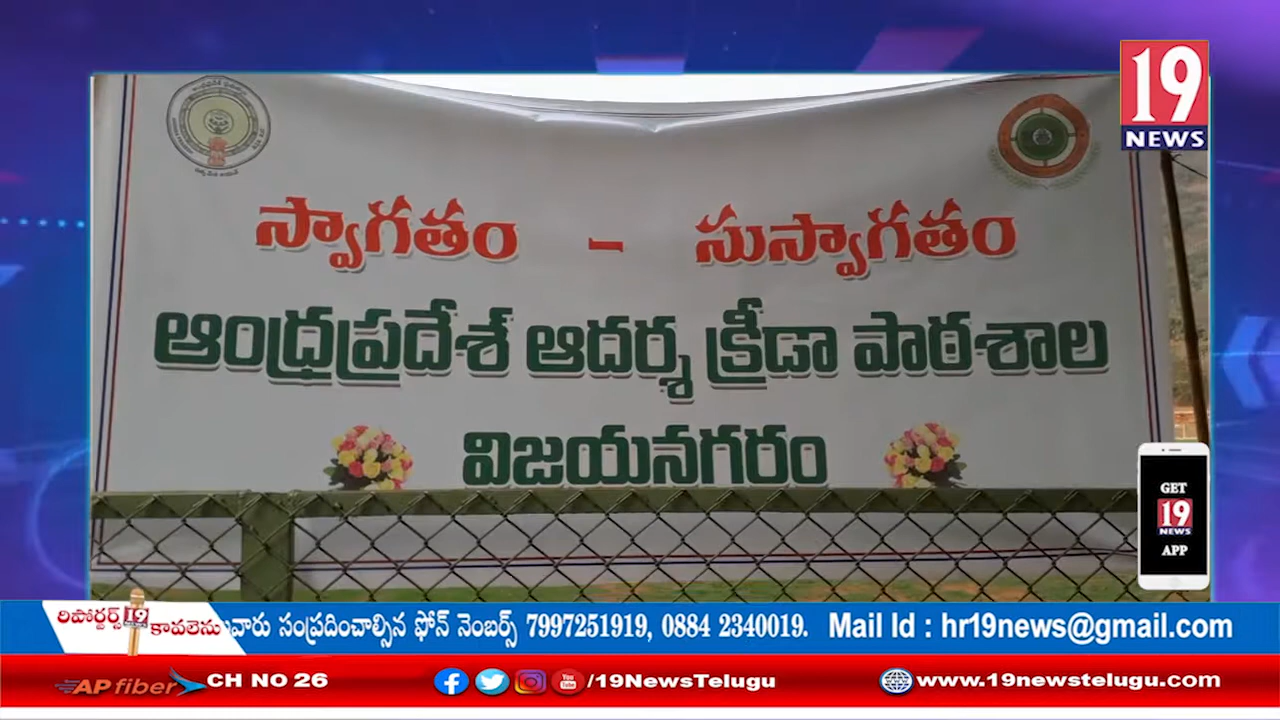 19
NEWS
స్వాగతం - సుస్వాగతం
ఆంధ్రప్రదేశ్ ఆదర్శ క్రీడా పాఠశాల
విజయనగరం
GET
19
NEWS
APP
రిపోర్టర్స్ 19 కావలెను
వారు సంప్రదించాల్సిన ఫోన్ నెంబర్స్ 7997251919, 0884 2340019. Mail Id : hr19news@gmail.com
AP fiber CH NO 26 /19NewsTelugu www.19newstelugu.com